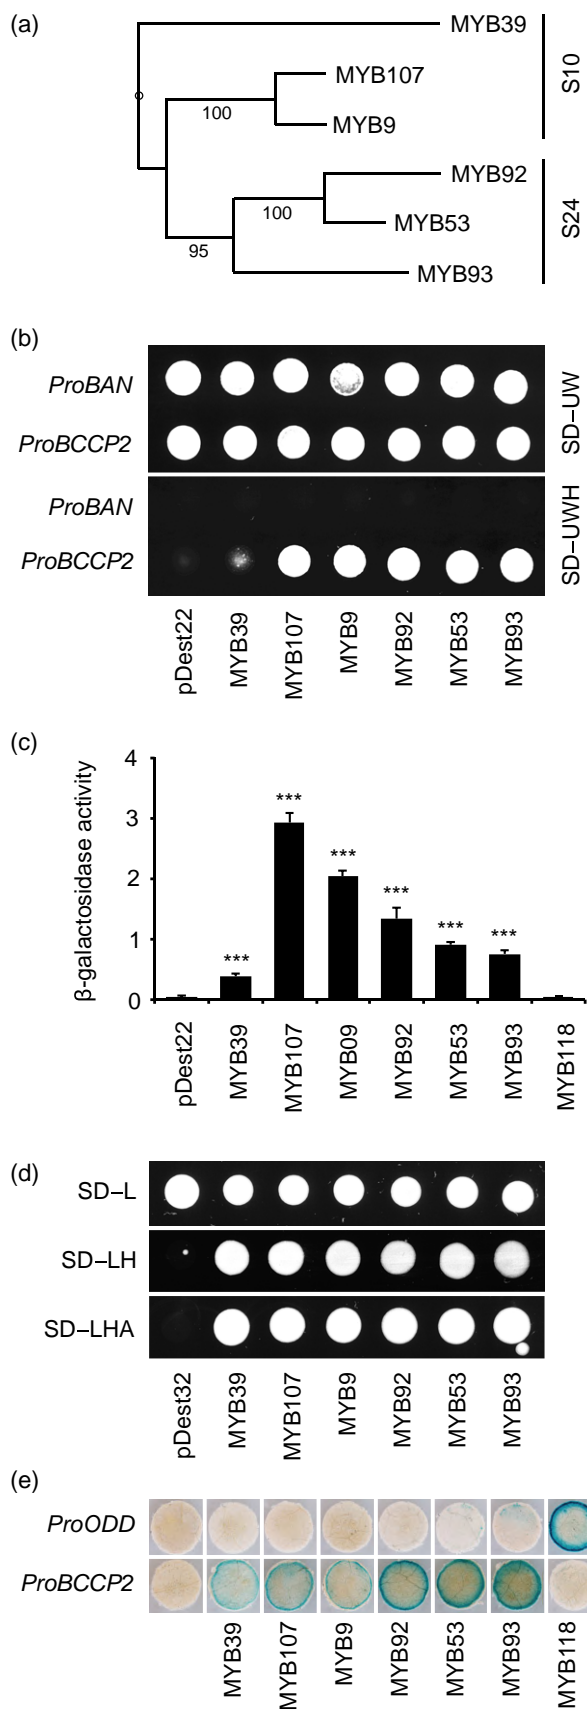 (a)
MYB39
MYB107
100
MYB9
S10
MYB92
100
MYB53
95
MYB93
S24
(b)
ProBAN
ProBCCP2
SD–UW
ProBAN
ProBCCP2
SD–UWH
pDest22
MYB39
MYB107
MYB9
MYB92
MYB53
MYB93
(c)
β-galactosidase activity
4
3
2
1
0
***
***
***
***
***
***
pDest22
MYB39
MYB107
MYB09
MYB92
MYB53
MYB93
MYB118
(d)
SD–L
SD–LH
SD–LHA
pDest32
MYB39
MYB107
MYB9
MYB92
MYB53
MYB93
(e)
ProODD
ProBCCP2
MYB39
MYB107
MYB9
MYB92
MYB53
MYB93
MYB118